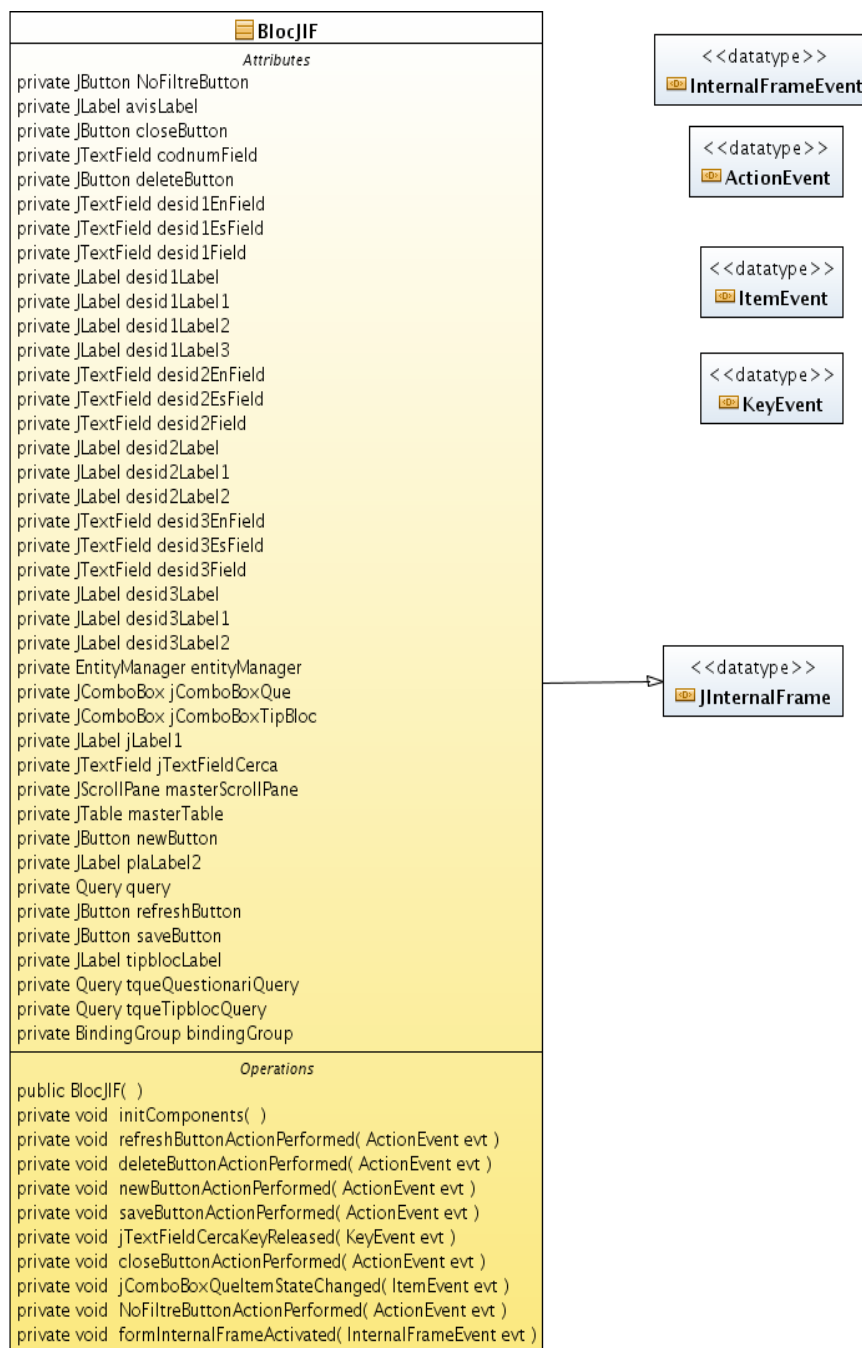 BlocJIF
Attributes
private JButton NoFiltreButton
private JLabel avisLabel
private JButton closeButton
private JTextField codnumField
private JButton deleteButton
private JTextField desid1EnField
private JTextField desid1EsField
private JTextField desid1Field
private JLabel desid1Label
private JLabel desid1Label1
private JLabel desid1Label2
private JLabel desid1Label3
private JTextField desid2EnField
private JTextField desid2EsField
private JTextField desid2Field
private JLabel desid2Label
private JLabel desid2Label1
private JLabel desid2Label2
private JTextField desid3EnField
private JTextField desid3EsField
private JTextField desid3Field
private JLabel desid3Label
private JLabel desid3Label1
private JLabel desid3Label2
private EntityManager entityManager
private JComboBox jComboBoxQue
private JComboBox jComboBoxTipBloc
private JLabel jLabel1
private JTextField jTextFieldCerca
private JScrollPane masterScrollPane
private JTable masterTable
private JButton newButton
private JLabel plaLabel2
private Query query
private JButton refreshButton
private JButton saveButton
private JLabel tipblocLabel
private Query tqueQuestionariQuery
private Query tqueTipblocQuery
private BindingGroup bindingGroup
Operations
public BlocJIF( )
private void initComponents( )
private void refreshButtonActionPerformed( ActionEvent evt )
private void deleteButtonActionPerformed( ActionEvent evt )
private void newButtonActionPerformed( ActionEvent evt )
private void saveButtonActionPerformed( ActionEvent evt )
private void jTextFieldCercaKeyReleased( KeyEvent evt )
private void closeButtonActionPerformed( ActionEvent evt )
private void jComboBoxQueItemStateChanged( ItemEvent evt )
private void NoFiltreButtonActionPerformed( ActionEvent evt )
private void formInternalFrameActivated( InternalFrameEvent evt )
<<datatype>>
InternalFrameEvent
<<datatype>>
ActionEvent
<<datatype>>
ItemEvent
<<datatype>>
KeyEvent
<<datatype>>
JInternalFrame